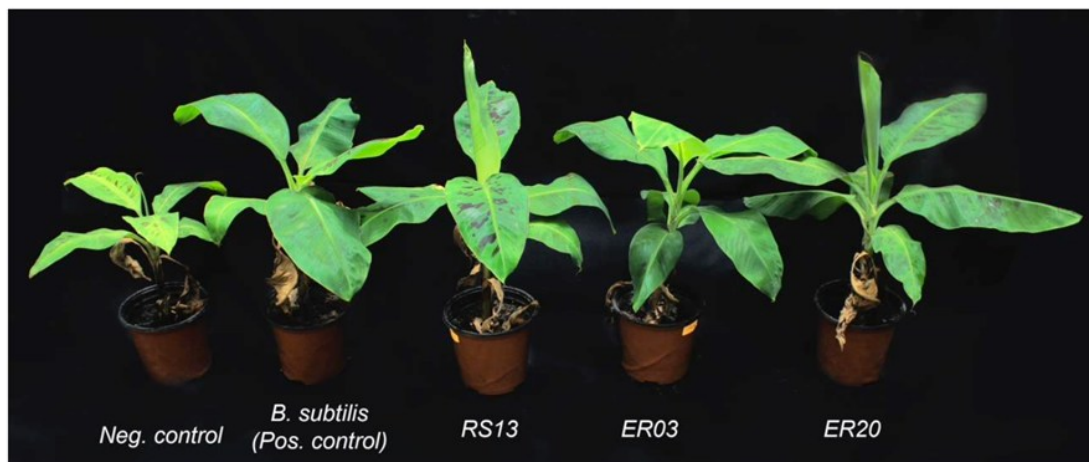 Neg. control
B. subtilis
(Pos. control)
RS13
ER03
ER20